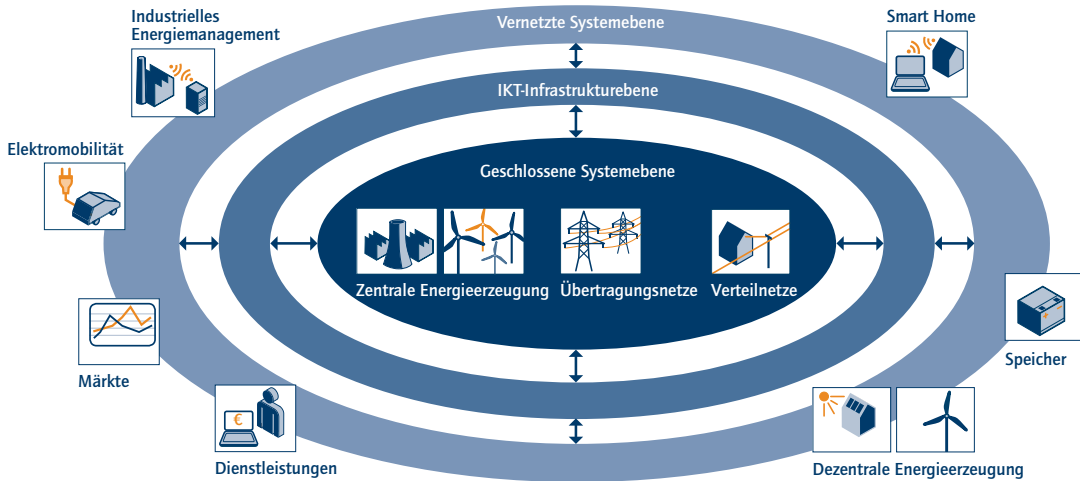 Industrielles
Energiemanagement
Vernetzte Systemebene
Smart Home
IKT-Infrastrukturebene
Elektromobilität
Geschlossene Systemebene
Zentrale Energieerzeugung
Übertragungsnetze
Verteilnetze
Märkte
Speicher
€
Dienstleistungen
Dezentrale Energieerzeugung